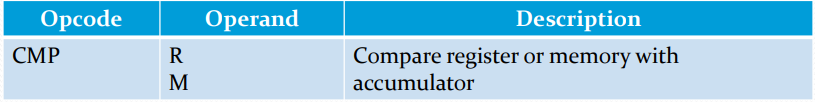 Opcode Operand Description
CMP R Compare register or memory with
M accumulator